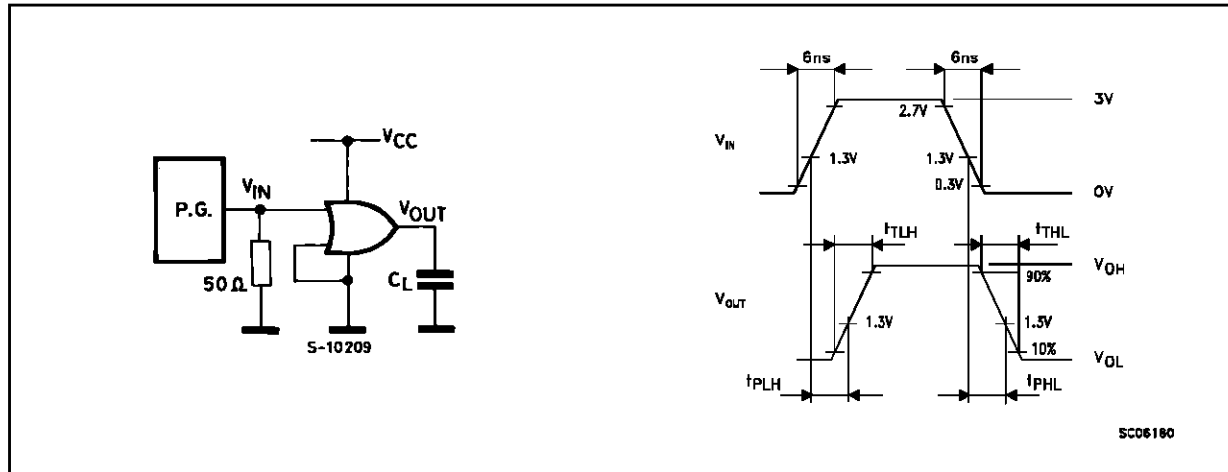 P.G.
V_IN
50 Ω
V_CC
V_OUT
C_L
S-10209
6ns
6ns
3V
2.7V
V_IN
1.3V
1.3V
0.3V
0V
t_TLH
t_THL
V_OH
90%
V_OUT
1.3V
1.3V
10%
V_OL
t_PLH
t_PHL
SC06160